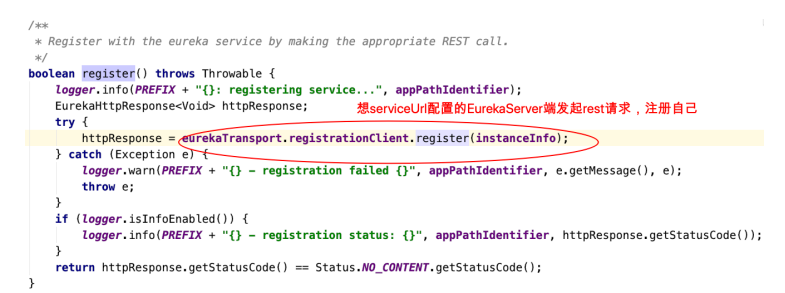 /**
 * Register with the eureka service by making the appropriate REST call.
 */
boolean register() throws Throwable {
    logger.info(PREFIX + "{}: registering service...", appPathIdentifier);
    EurekaHttpResponse<Void> httpResponse;
想serviceUrl配置的EurekaServer端发起rest请求，注册自己
    try {
        httpResponse = eurekaTransport.registrationClient.register(instanceInfo);
    } catch (Exception e) {
        logger.warn(PREFIX + "{} – registration failed {}", appPathIdentifier, e.getMessage(), e);
        throw e;
    }
    if (logger.isInfoEnabled()) {
        logger.info(PREFIX + "{} – registration status: {}", appPathIdentifier, httpResponse.getStatusCode());
    }
    return httpResponse.getStatusCode() == Status.NO_CONTENT.getStatusCode();
}